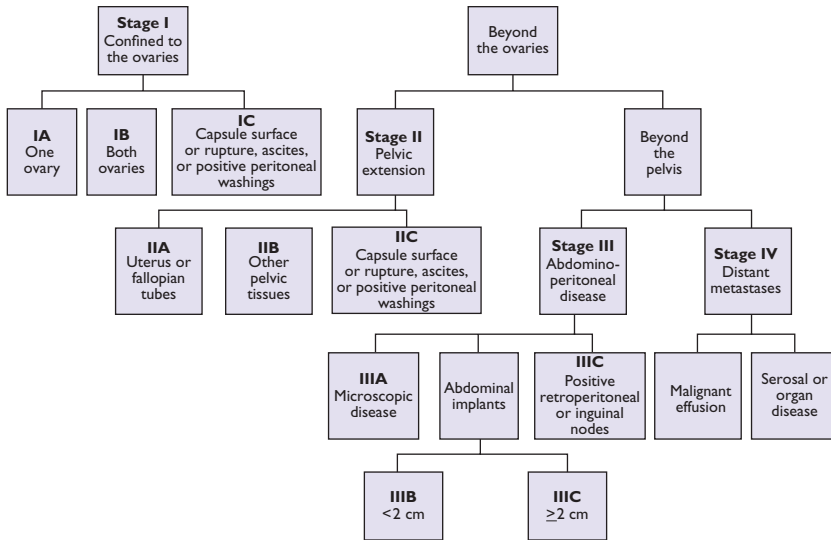 Stage I
Confined to
the ovaries
Beyond
the ovaries
IA
One
ovary
IB
Both
ovaries
IC
Capsule surface
or rupture, ascites,
or positive peritoneal
washings
Stage II
Pelvic
extension
Beyond
the
pelvis
IIA
Uterus or
fallopian
tubes
IIB
Other
pelvic
tissues
IIC
Capsule surface
or rupture, ascites,
or positive peritoneal
washings
Stage III
Abdomino-
peritoneal
disease
Stage IV
Distant
metastases
IIIA
Microscopic
disease
Abdominal
implants
IIIC
Positive
retroperitoneal
or inguinal
nodes
Malignant
effusion
Serosal or
organ
disease
IIIB
<2 cm
IIIC
≥2 cm